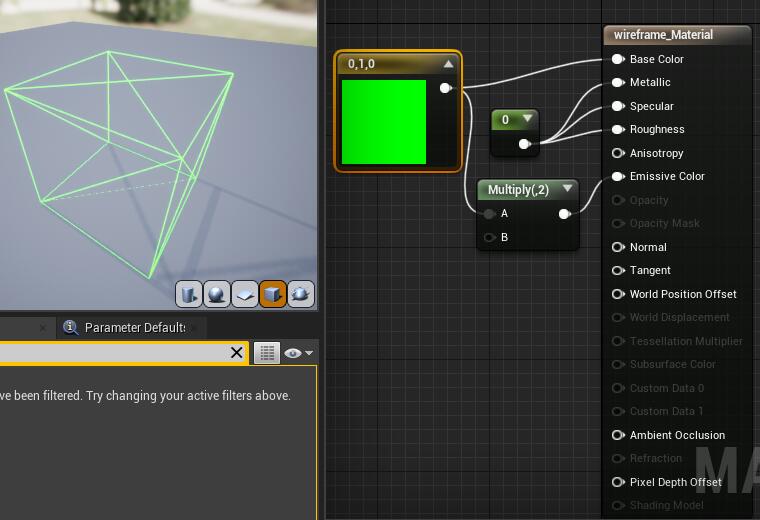 wireframe_Material
0,1,0
Base Color
Metallic
Specular
0
Roughness
Anisotropy
Multiply(,2)
Emissive Color
Opacity
A
Opacity Mask
B
Normal
Tangent
World Position Offset
World Displacement
Parameter Defaults
Tessellation Multiplier
Subsurface Color
Custom Data 0
ve been filtered. Try changing your active filters above.
Custom Data 1
Ambient Occlusion
Refraction
MA
Pixel Depth Offset
Shading Model